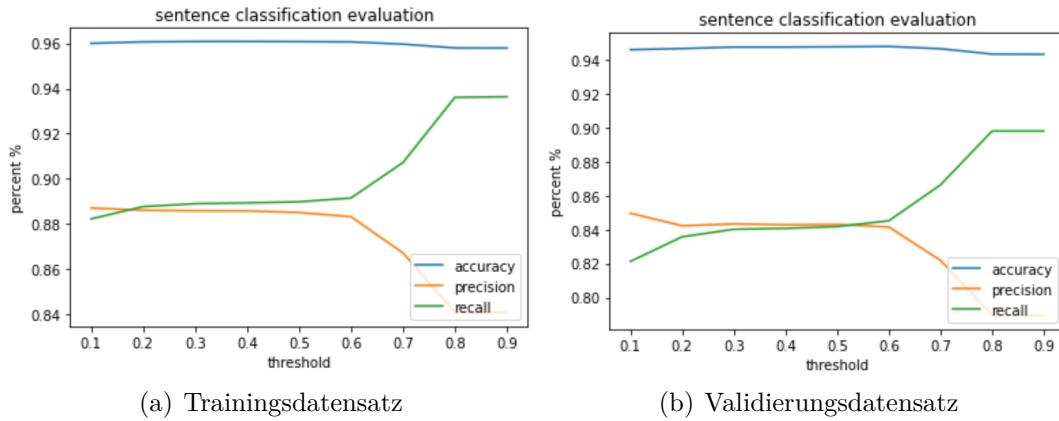 sentence classification evaluation
percent %
0.96
0.94
0.92
0.90
0.88
0.86
0.84
accuracy
precision
recall
0.1 0.2 0.3 0.4 0.5 0.6 0.7 0.8 0.9
threshold
(a) Trainingsdatensatz
sentence classification evaluation
percent %
0.94
0.92
0.90
0.88
0.86
0.84
0.82
0.80
accuracy
precision
recall
0.1 0.2 0.3 0.4 0.5 0.6 0.7 0.8 0.9
threshold
(b) Validierungsdatensatz